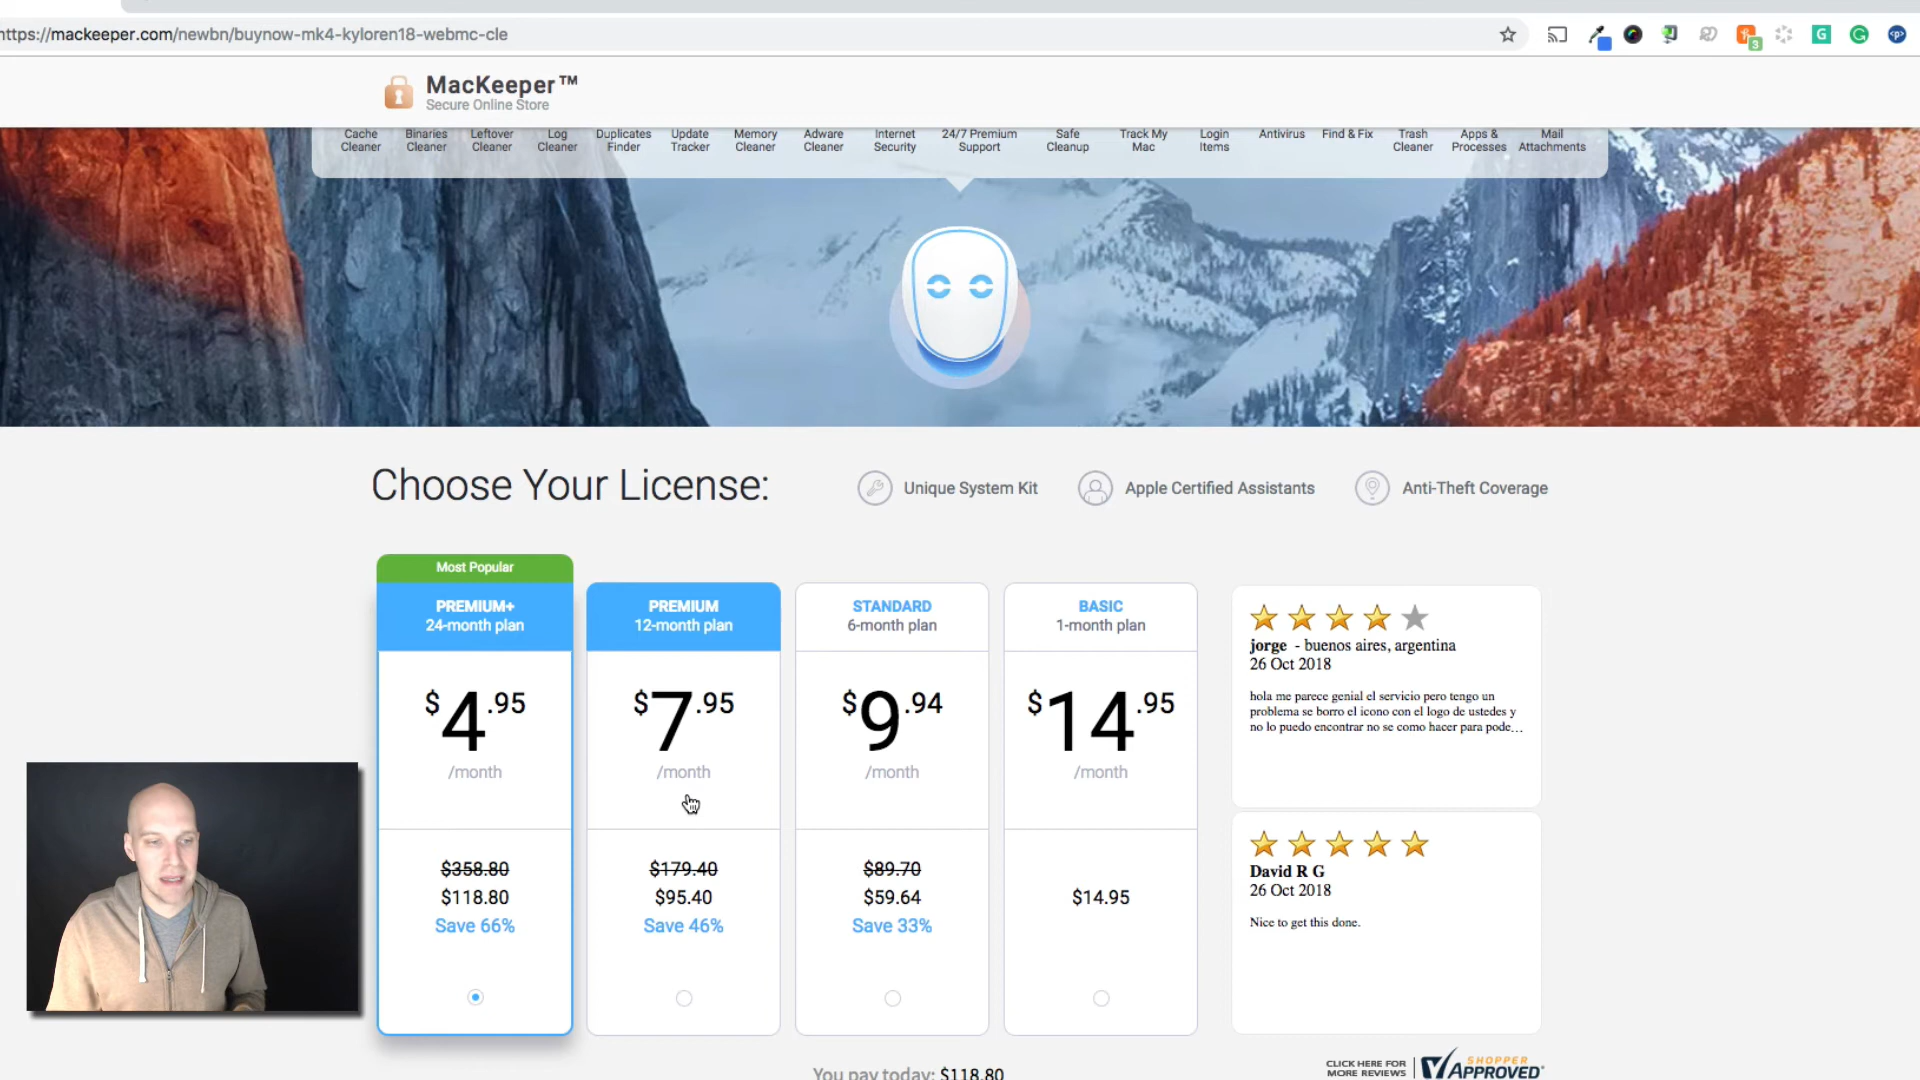 https://mackeeper.com/newbn/buynow-mk4-kyloren18-webmc-cle
3
G
MacKeeper™
Secure Online Store
Cache Cleaner
Binaries Cleaner
Leftover Cleaner
Log Cleaner
Duplicates Finder
Update Tracker
Memory Cleaner
Adware Cleaner
Internet Security
24/7 Premium Support
Safe Cleanup
Track My Mac
Login Items
Antivirus
Find & Fix
Trash Cleaner
Apps & Processes
Mail Attachments
Choose Your License:
Unique System Kit
Apple Certified Assistants
Anti-Theft Coverage
Most Popular
PREMIUM+
24-month plan
$4.95
/month
$358.80
$118.80
Save 66%
PREMIUM
12-month plan
$7.95
/month
$179.40
$95.40
Save 46%
STANDARD
6-month plan
$9.94
/month
$89.70
$59.64
Save 33%
BASIC
1-month plan
$14.95
/month
$14.95
jorge - buenos aires, argentina
26 Oct 2018
hola me parece genial el servicio pero tengo un
problema se borro el icono con el logo de ustedes y
no lo puedo encontrar no se como hacer para pode...
David R G
26 Oct 2018
Nice to get this done.
You pay today: $118.80
CLICK HERE FOR
MORE REVIEWS
SHOPPER
APPROVED